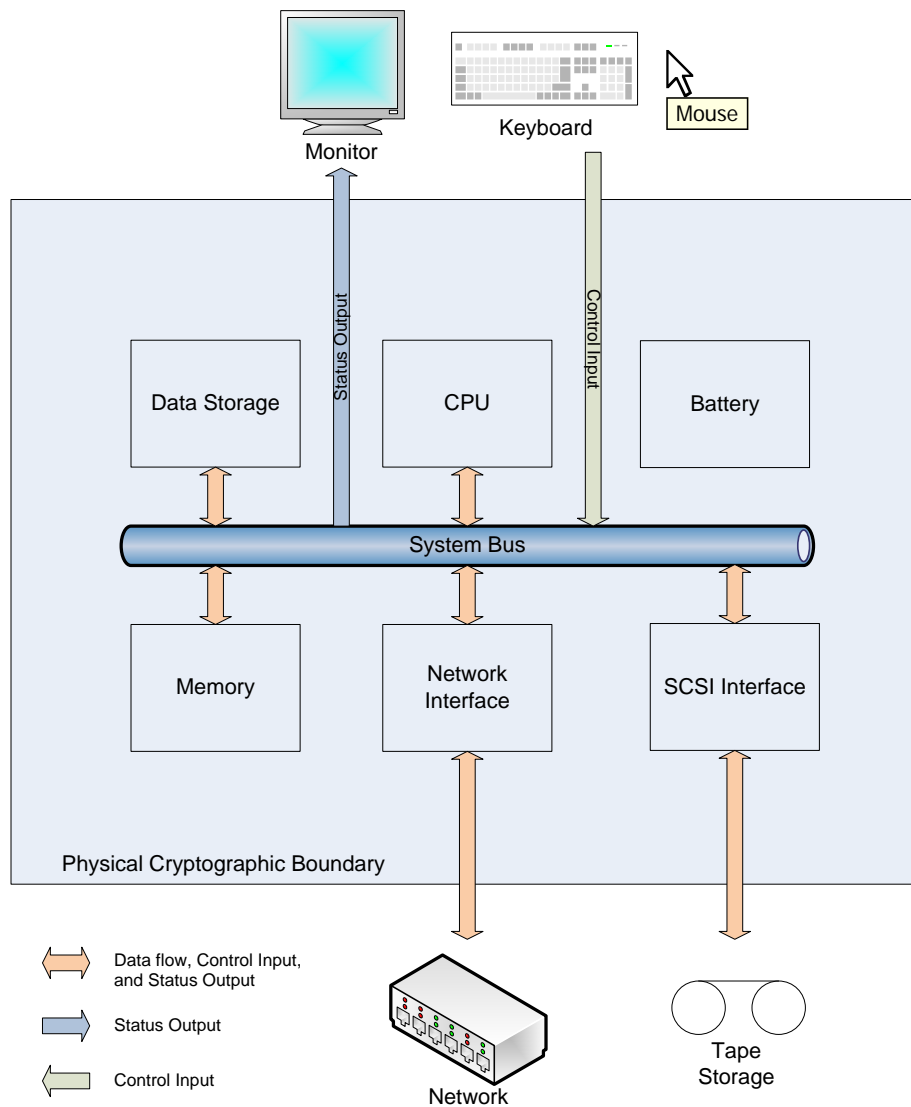 Monitor
Keyboard
Mouse
Status Output
Control Input
Data Storage
CPU
Battery
System Bus
Memory
Network
Interface
SCSI Interface
Physical Cryptographic Boundary
Data flow, Control Input,
and Status Output
Status Output
Control Input
Network
Tape
Storage